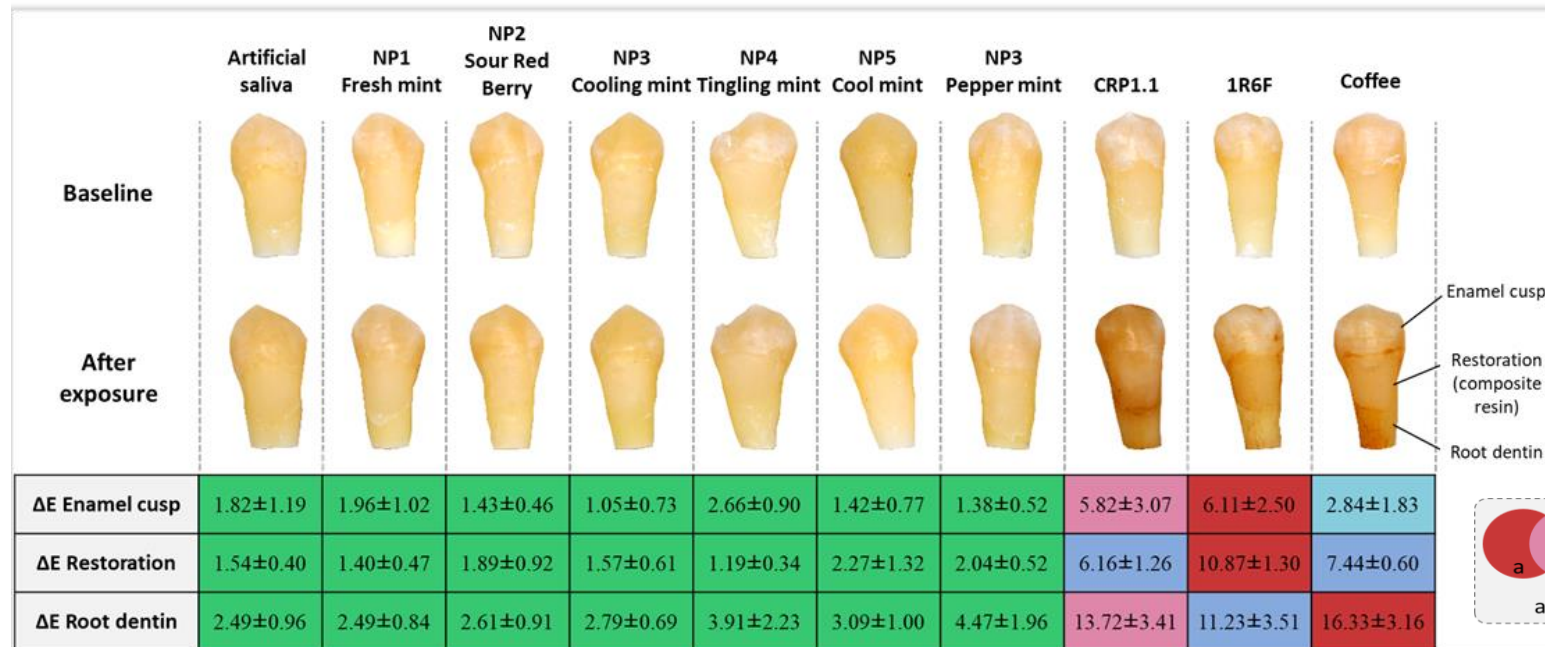 Artificial saliva
NP1 Fresh mint
NP2 Sour Red Berry
NP3 Cooling mint
NP4 Tingling mint
NP5 Cool mint
NP3 Pepper mint
CRP1.1
1R6F
Coffee
Baseline
After exposure
Enamel cusp
Restoration (composite resin)
Root dentin
ΔE Enamel cusp 1.82±1.19 1.96±1.02 1.43±0.46 1.05±0.73 2.66±0.90 1.42±0.77 1.38±0.52 5.82±3.07 6.11±2.50 2.84±1.83
ΔE Restoration 1.54±0.40 1.40±0.47 1.89±0.92 1.57±0.61 1.19±0.34 2.27±1.32 2.04±0.52 6.16±1.26 10.87±1.30 7.44±0.60
ΔE Root dentin 2.49±0.96 2.49±0.84 2.61±0.91 2.79±0.69 3.91±2.23 3.09±1.00 4.47±1.96 13.72±3.41 11.23±3.51 16.33±3.16
a
a